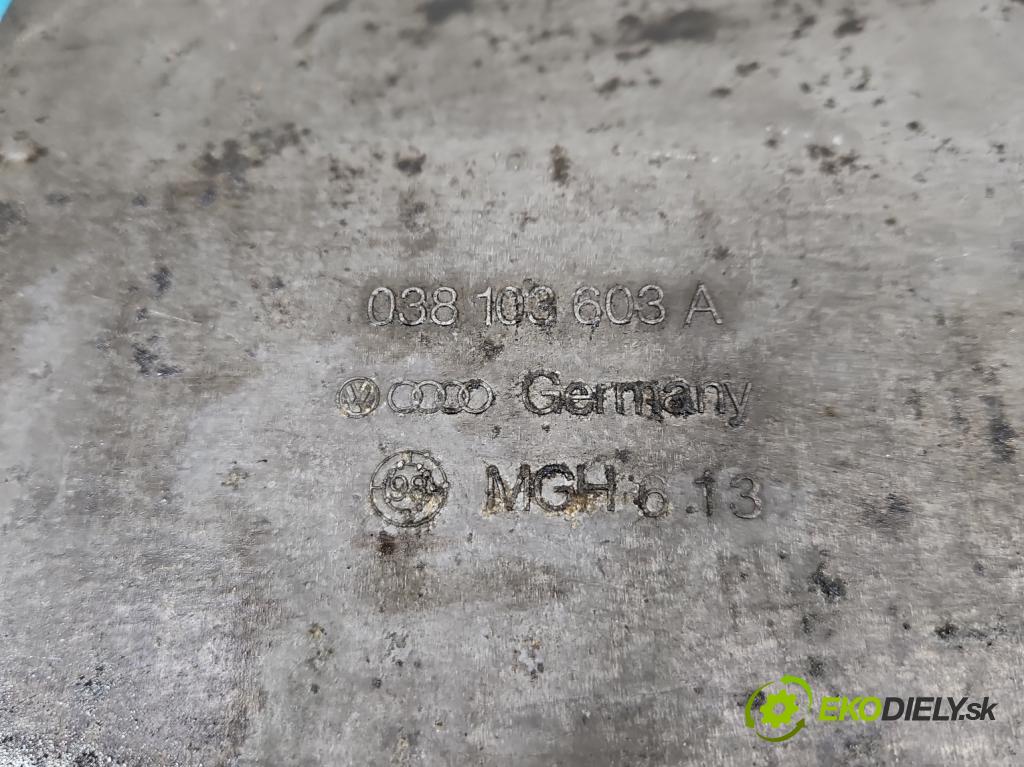 038 103 603 A
Germany
98 MGH 6.13
EKODIELY.sk